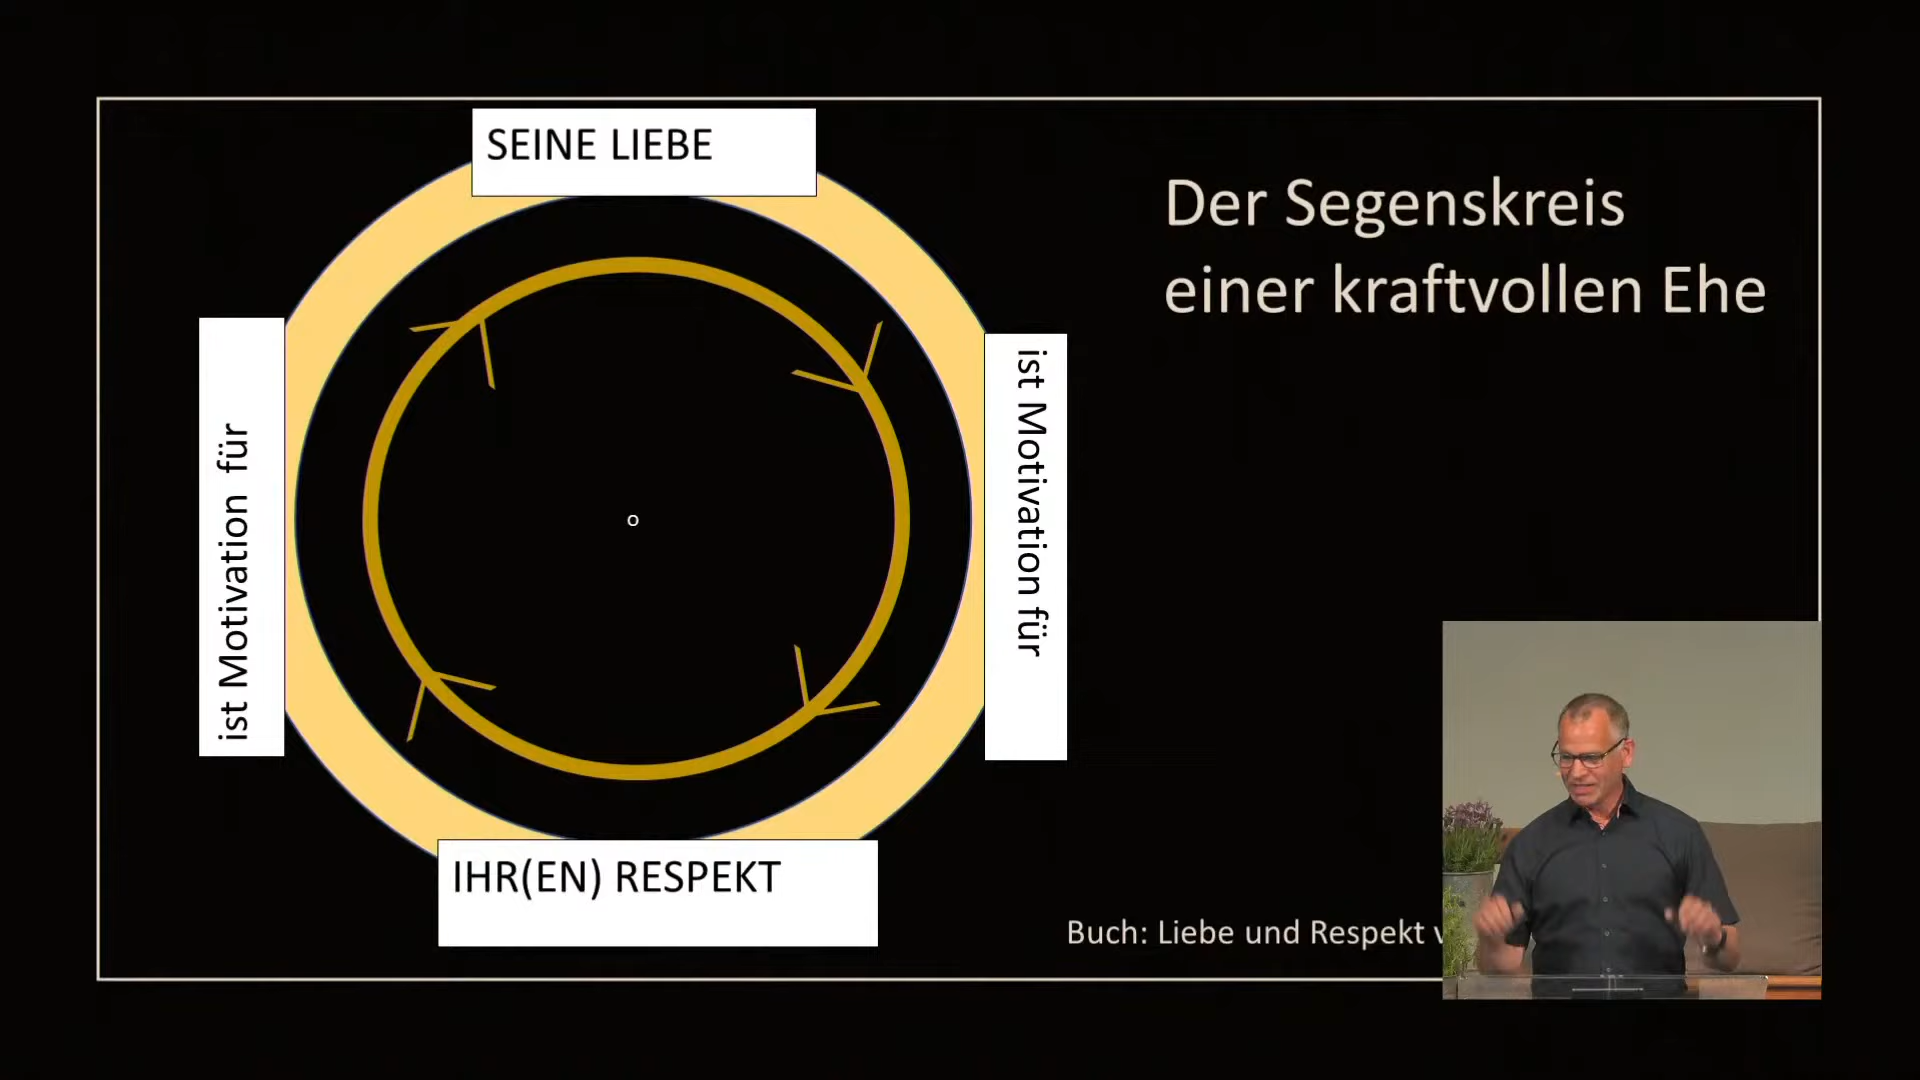 SEINE LIEBE
Der Segenskreis
einer kraftvollen Ehe
ist Motivation für
ist Motivation für
IHR(EN) RESPEKT
Buch: Liebe und Respekt